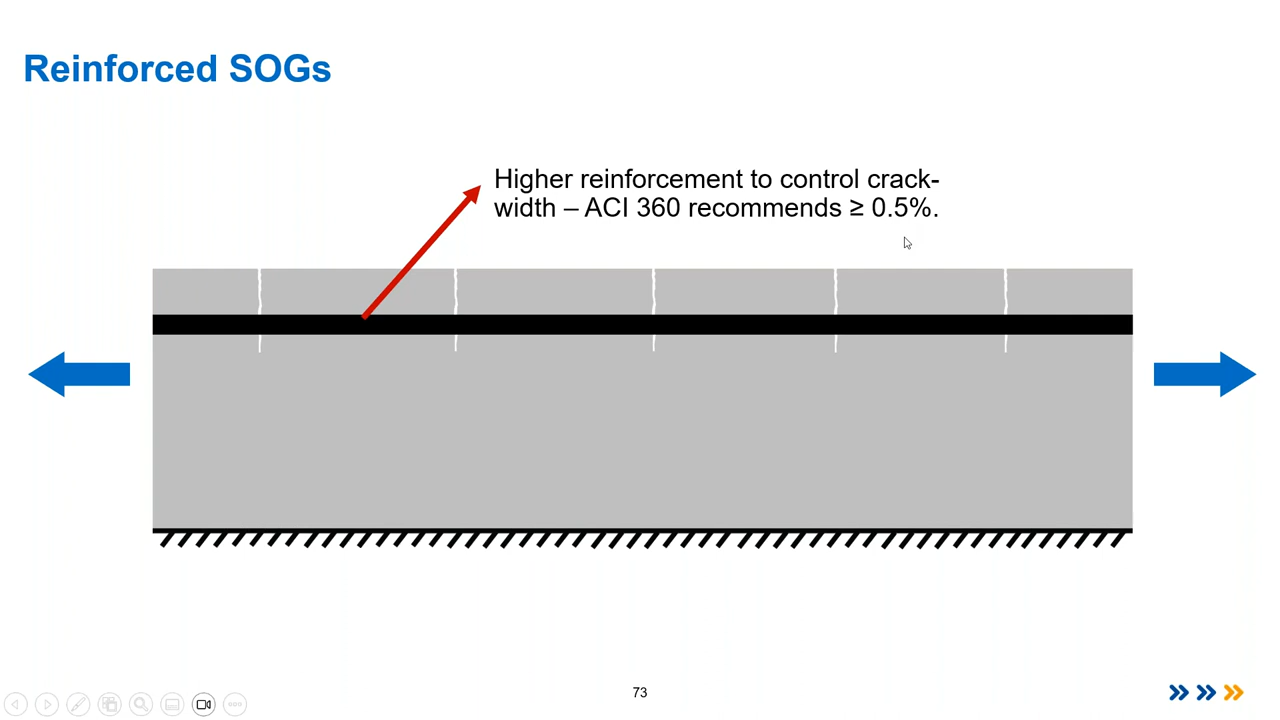 Reinforced SOGs
Higher reinforcement to control crack-
width – ACI 360 recommends ≥ 0.5%.
73